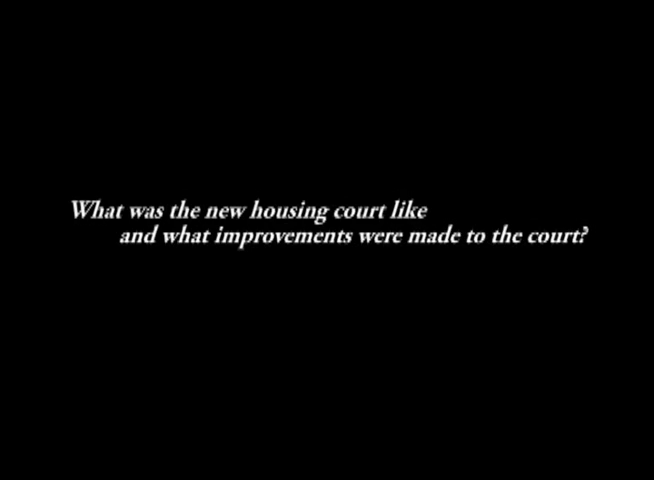 What was the new housing court like
and what improvements were made to the court?